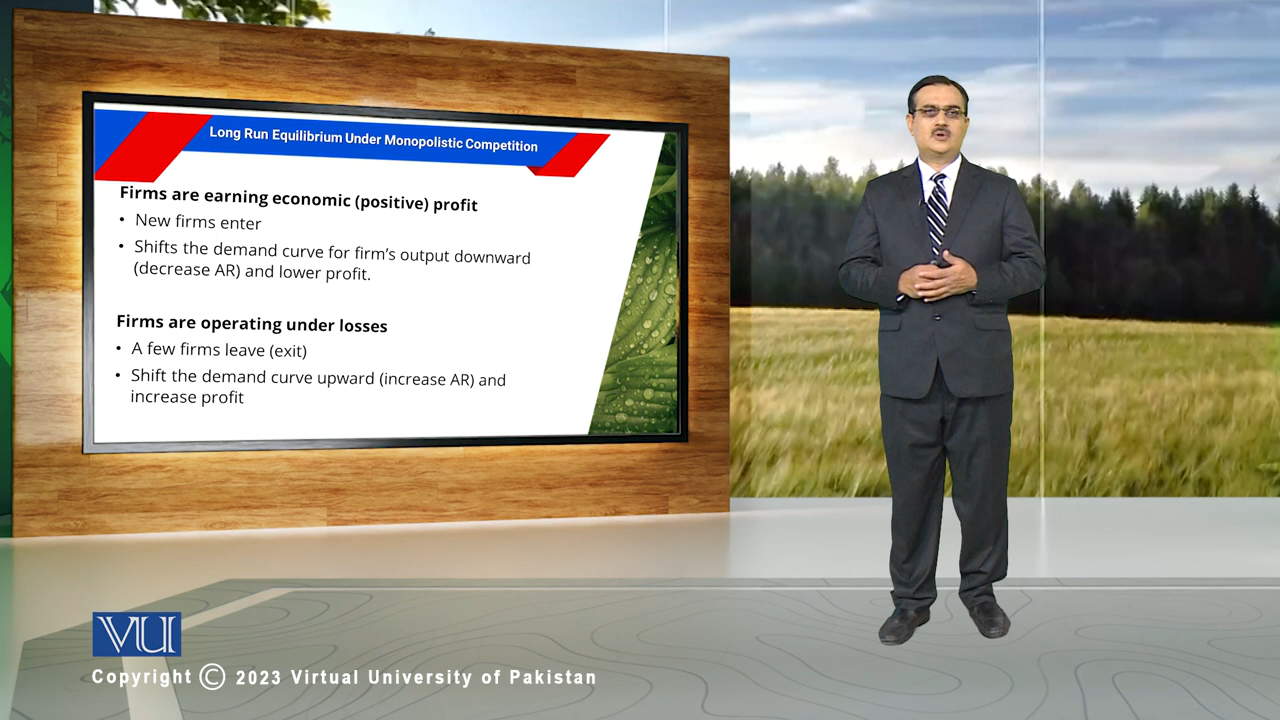 Long Run Equilibrium Under Monopolistic Competition
Firms are earning economic (positive) profit
• New firms enter
• Shifts the demand curve for firm's output downward
(decrease AR) and lower profit.
Firms are operating under losses
• A few firms leave (exit)
• Shift the demand curve upward (increase AR) and
increase profit
VU
Copyright © 2023 Virtual University of Pakistan